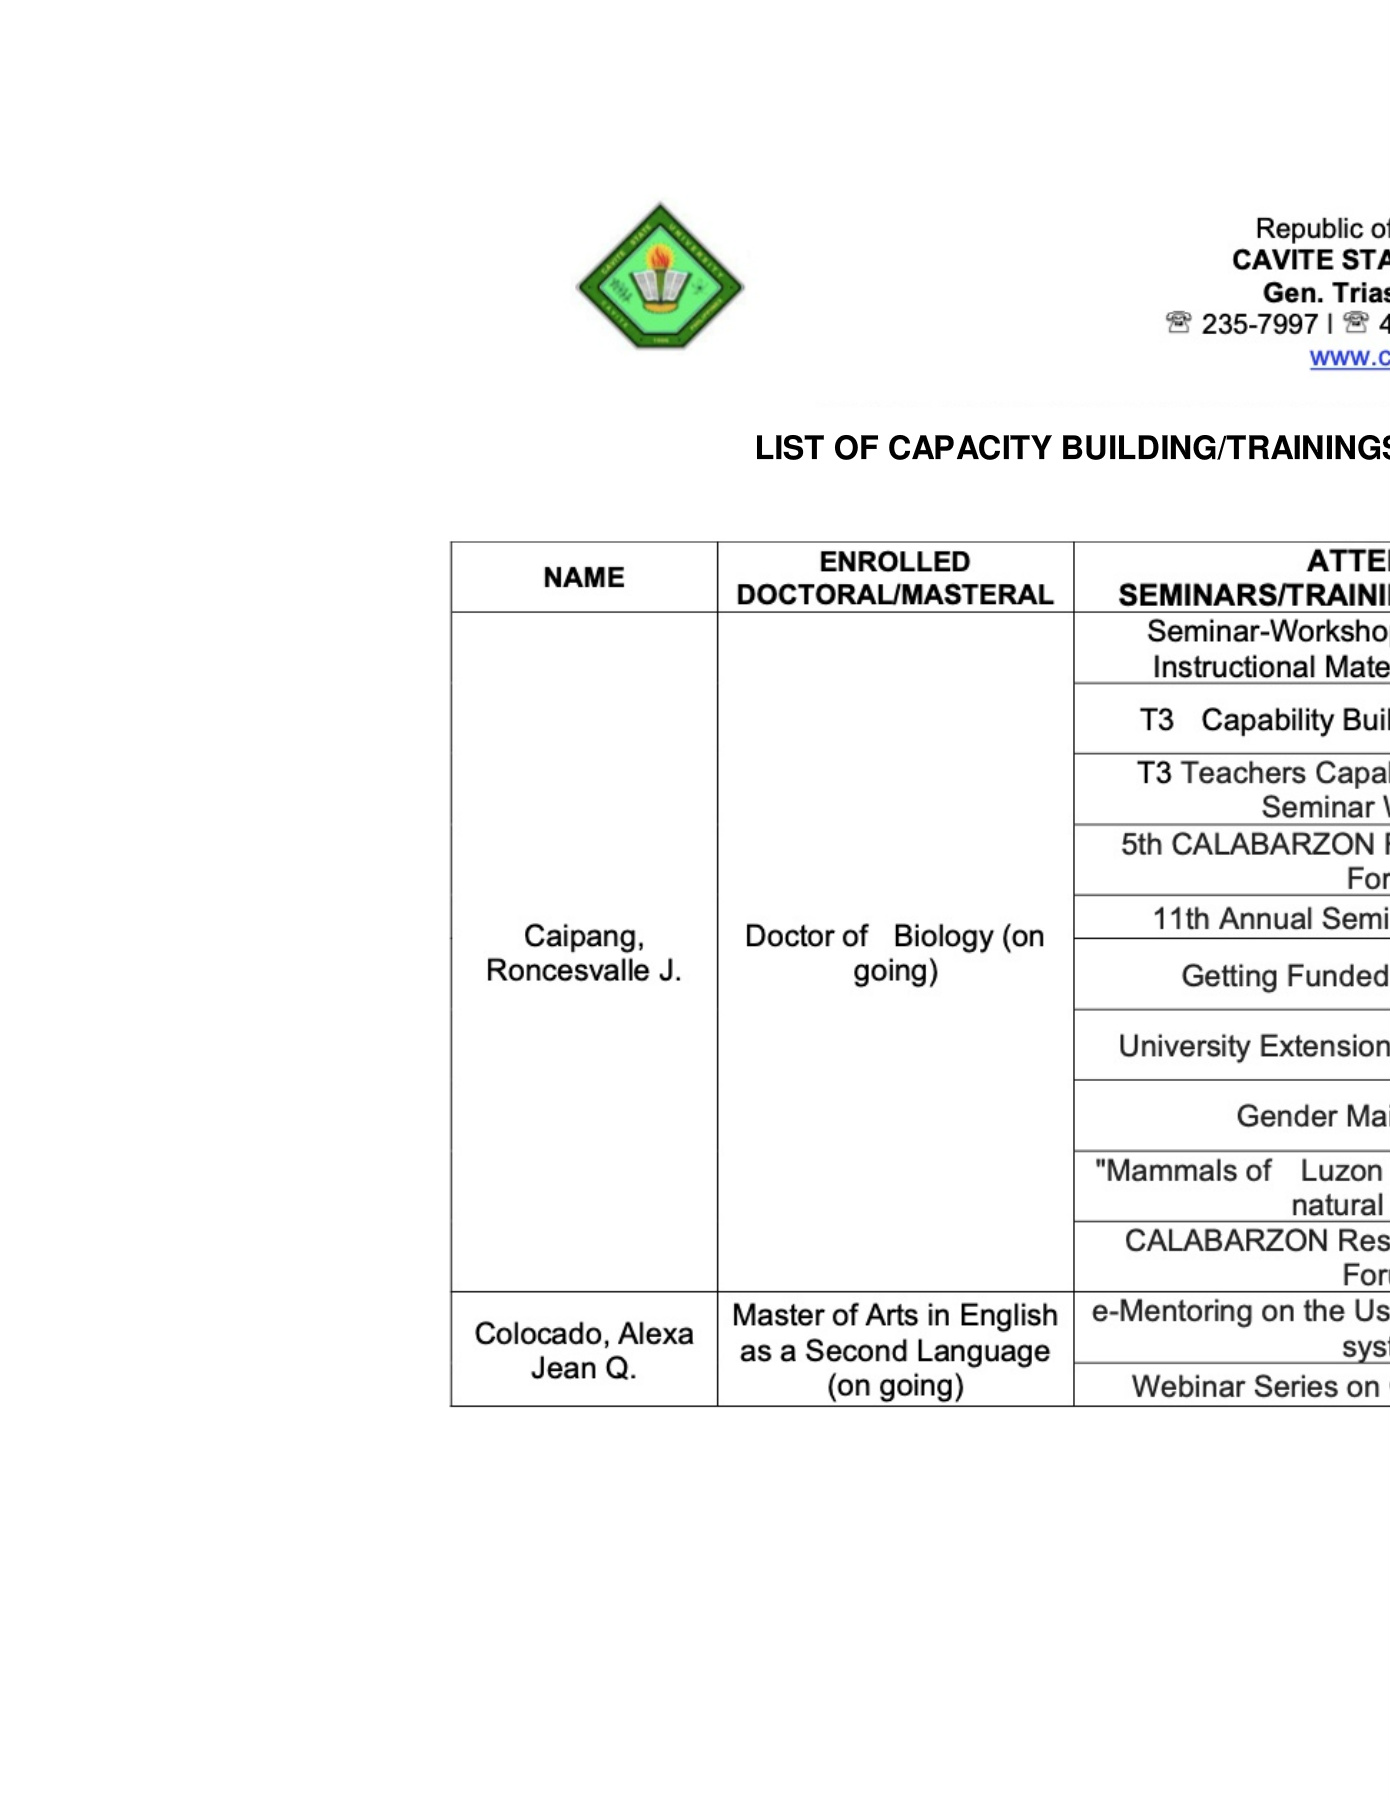 Republic of
CAVITE STA
Gen. Trias
☎ 235-7997 | ☎ 4
www.c
LIST OF CAPACITY BUILDING/TRAININGS
NAME
ENROLLED
DOCTORAL/MASTERAL
ATTE
SEMINARS/TRAINI
Caipang,
Roncesvalle J.
Doctor of Biology (on
going)
Seminar-Workshop
Instructional Mate
T3 Capability Buil
T3 Teachers Capal
Seminar W
5th CALABARZON R
For
11th Annual Semi
Getting Funded
University Extension
Gender Mai
"Mammals of Luzon
natural
CALABARZON Res
Foru
Colocado, Alexa
Jean Q.
Master of Arts in English
as a Second Language
(on going)
e-Mentoring on the Us
syst
Webinar Series on